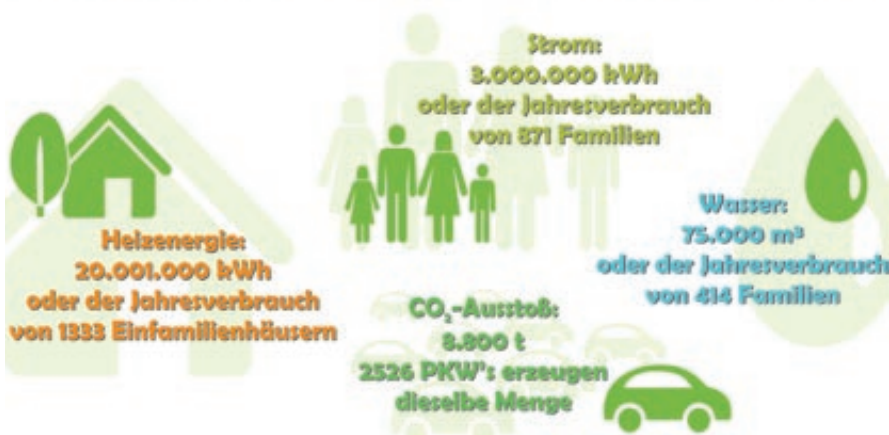 Strom:
3.000.000 kWh
oder der Jahresverbrauch
von 871 Familien
Heizenergie:
20.001.000 kWh
oder der Jahresverbrauch
von 1333 Einfamilienhäusern
Wasser:
75.000 m³
oder der Jahresverbrauch
von 414 Familien
CO₂-Ausstoß:
8.800 t
2526 PKW's erzeugen
dieselbe Menge